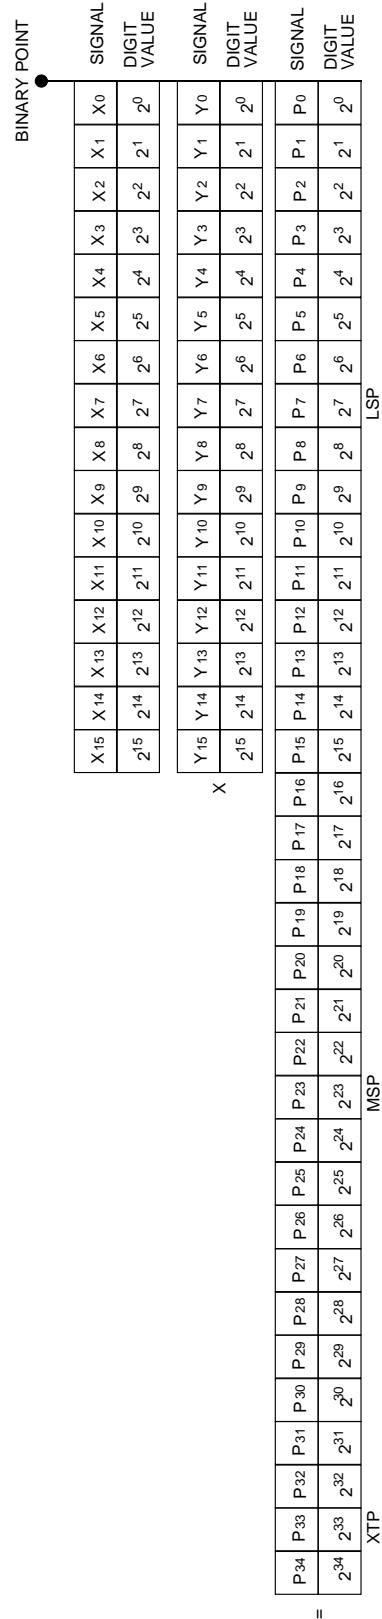 BINARY POINT
X15 X14 X13 X12 X11 X10 X9 X8 X7 X6 X5 X4 X3 X2 X1 X0 SIGNAL
2^15 2^14 2^13 2^12 2^11 2^10 2^9 2^8 2^7 2^6 2^5 2^4 2^3 2^2 2^1 2^0 DIGIT VALUE
X Y15 Y14 Y13 Y12 Y11 Y10 Y9 Y8 Y7 Y6 Y5 Y4 Y3 Y2 Y1 Y0 SIGNAL
2^15 2^14 2^13 2^12 2^11 2^10 2^9 2^8 2^7 2^6 2^5 2^4 2^3 2^2 2^1 2^0 DIGIT VALUE
= P34 P33 P32 P31 P30 P29 P28 P27 P26 P25 P24 P23 P22 P21 P20 P19 P18 P17 P16 P15 P14 P13 P12 P11 P10 P9 P8 P7 P6 P5 P4 P3 P2 P1 P0 SIGNAL
2^34 2^33 2^32 2^31 2^30 2^29 2^28 2^27 2^26 2^25 2^24 2^23 2^22 2^21 2^20 2^19 2^18 2^17 2^16 2^15 2^14 2^13 2^12 2^11 2^10 2^9 2^8 2^7 2^6 2^5 2^4 2^3 2^2 2^1 2^0 DIGIT VALUE
XTP MSP LSP